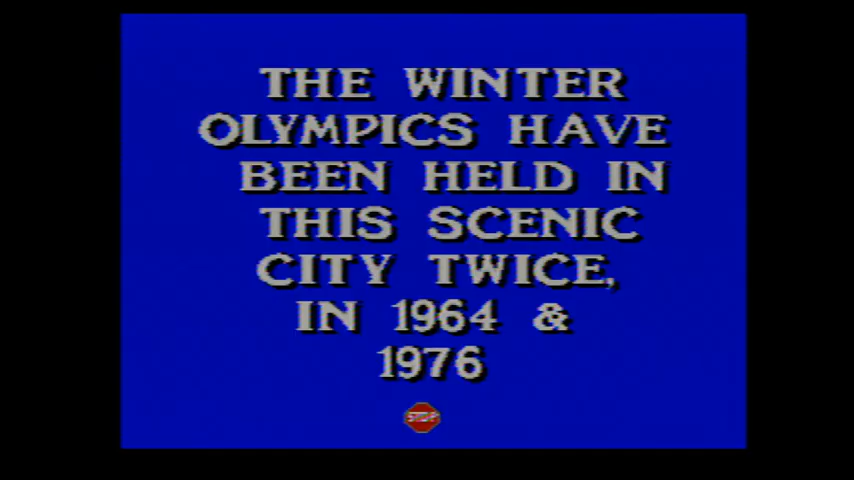 THE WINTER
OLYMPICS HAVE
BEEN HELD IN
THIS SCENIC
CITY TWICE,
IN 1964 &
1976
STOP